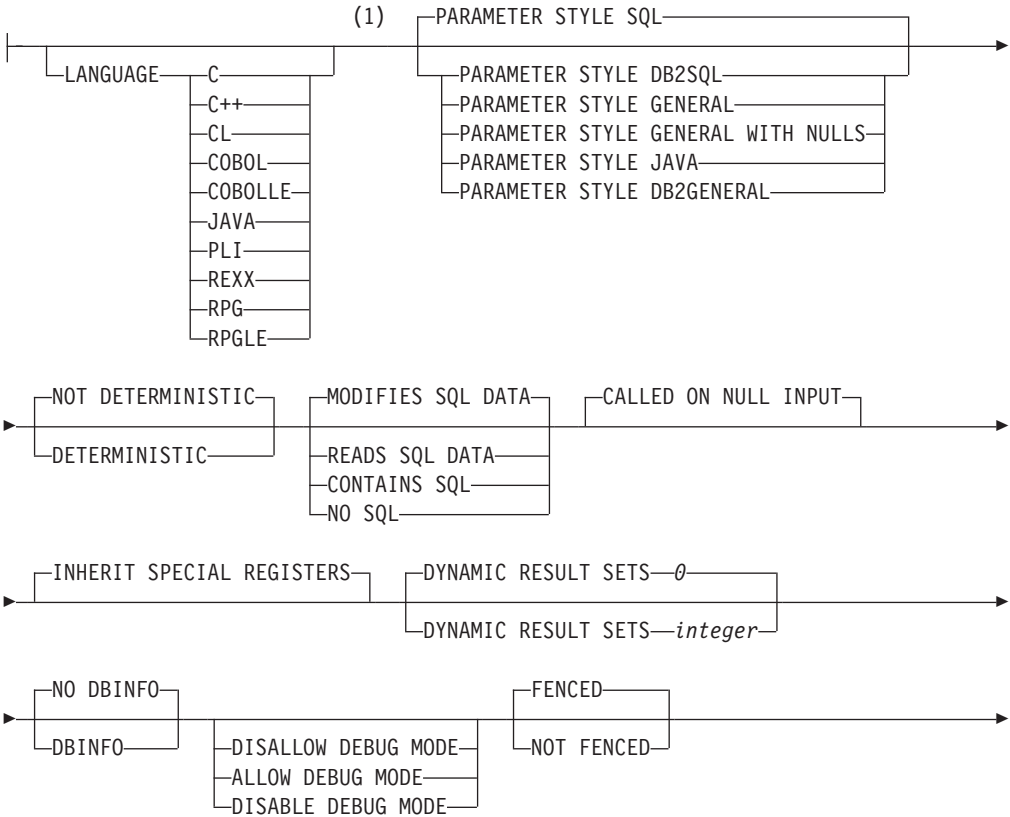 (1) PARAMETER STYLE SQL
LANGUAGE C PARAMETER STYLE DB2SQL
C++ PARAMETER STYLE GENERAL
CL PARAMETER STYLE GENERAL WITH NULLS
COBOL PARAMETER STYLE JAVA
COBOLLE PARAMETER STYLE DB2GENERAL
JAVA
PLI
REXX
RPG
RPGLE
NOT DETERMINISTIC MODIFIES SQL DATA CALLED ON NULL INPUT
DETERMINISTIC READS SQL DATA
CONTAINS SQL
NO SQL
INHERIT SPECIAL REGISTERS DYNAMIC RESULT SETS 0
DYNAMIC RESULT SETS integer
NO DBINFO FENCED
DBINFO DISALLOW DEBUG MODE NOT FENCED
ALLOW DEBUG MODE
DISABLE DEBUG MODE